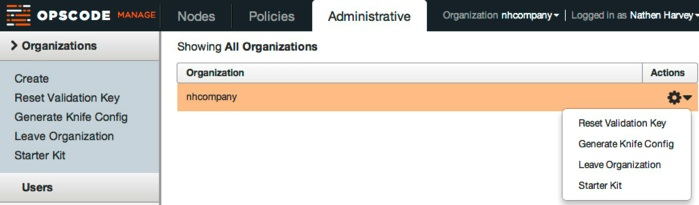 OPSCODE MANAGE Nodes Policies Administrative Organization nhcompany Logged in as Nathen Harvey
Organizations
Create
Reset Validation Key
Generate Knife Config
Leave Organization
Starter Kit
Users
Showing All Organizations
Organization Actions
nhcompany
Reset Validation Key
Generate Knife Config
Leave Organization
Starter Kit